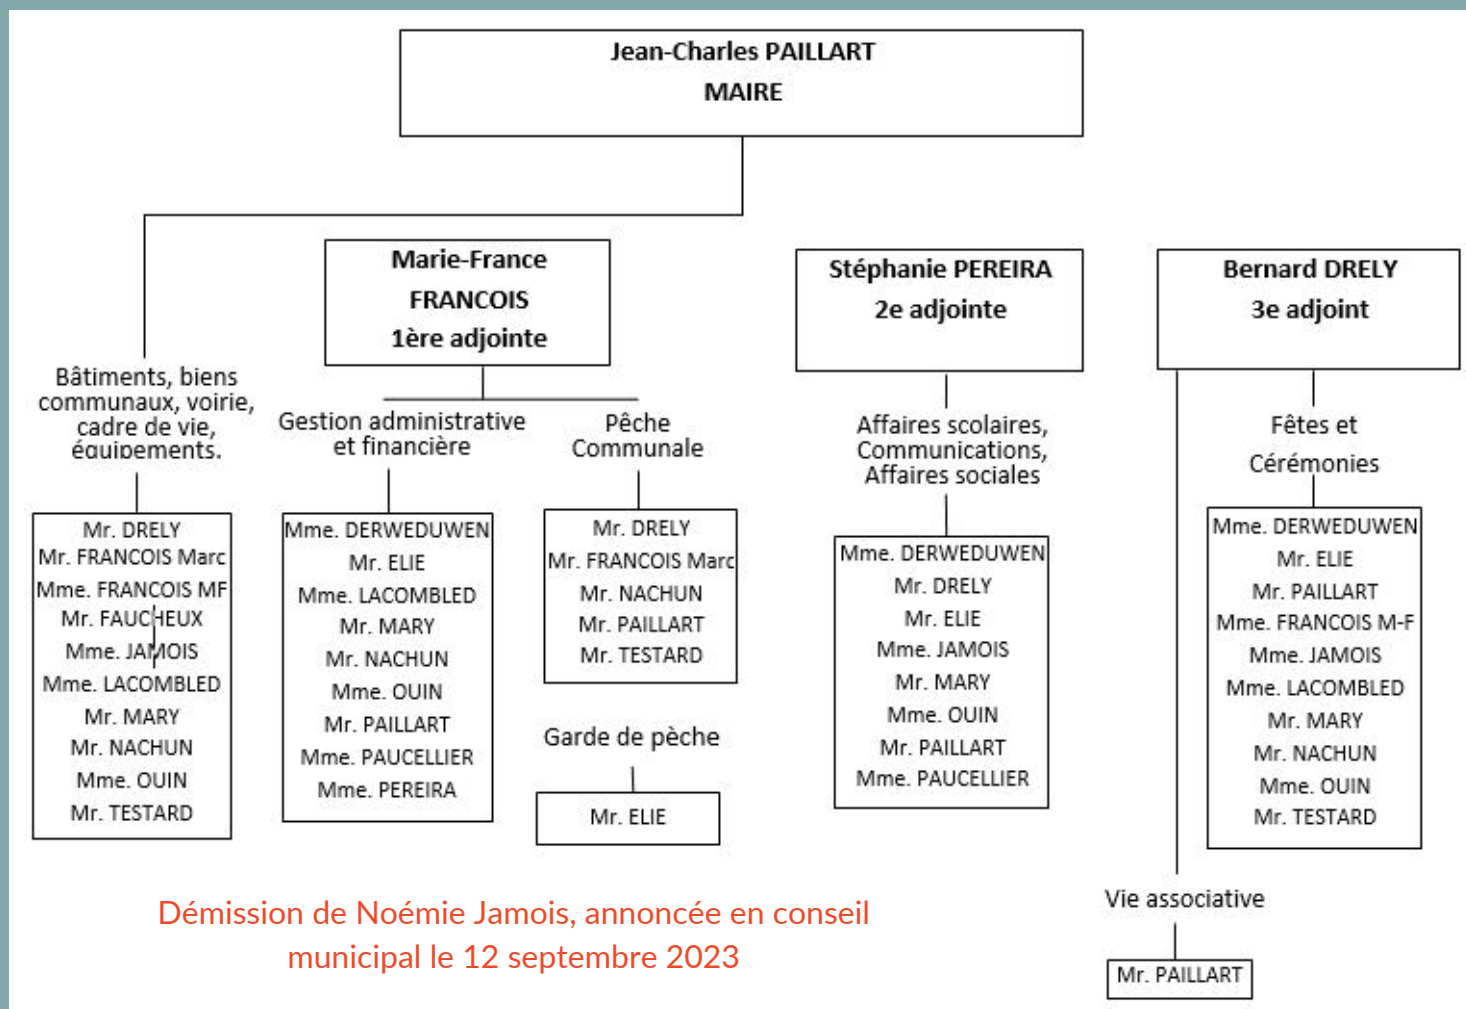 Jean-Charles PAILLART
MAIRE
Marie-France
FRANCOIS
1ère adjointe
Stéphanie PEREIRA
2e adjointe
Bernard DRELY
3e adjoint
Bâtiments, biens
communaux, voirie,
cadre de vie,
équipements.
Mr. DRELY
Mr. FRANCOIS Marc
Mme. FRANCOIS MF
Mr. FAUCHEUX
Mme. JAMOIS
Mme. LACOMBLED
Mr. MARY
Mr. NACHUN
Mme. OUIN
Mr. TESTARD
Gestion administrative
et financière
Mme. DERWEDUWEN
Mr. ELIE
Mme. LACOMBLED
Mr. MARY
Mr. NACHUN
Mme. OUIN
Mr. PAILLART
Mme. PAUCELLIER
Mme. PEREIRA
Pêche
Communale
Mr. DRELY
Mr. FRANCOIS Marc
Mr. NACHUN
Mr. PAILLART
Mr. TESTARD
Garde de pèche
Mr. ELIE
Affaires scolaires,
Communications,
Affaires sociales
Mme. DERWEDUWEN
Mr. DRELY
Mr. ELIE
Mme. JAMOIS
Mr. MARY
Mme. OUIN
Mr. PAILLART
Mme. PAUCELLIER
Fêtes et
Cérémonies
Mme. DERWEDUWEN
Mr. ELIE
Mr. PAILLART
Mme. FRANCOIS M-F
Mme. JAMOIS
Mme. LACOMBLED
Mr. MARY
Mr. NACHUN
Mme. OUIN
Mr. TESTARD
Vie associative
Mr. PAILLART
Démission de Noémie Jamois, annoncée en conseil
municipal le 12 septembre 2023